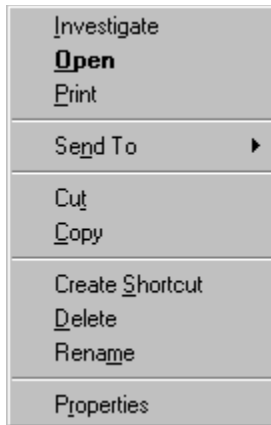 Investigate
Open
Print
Send To
Cut
Copy
Create Shortcut
Delete
Rename
Properties